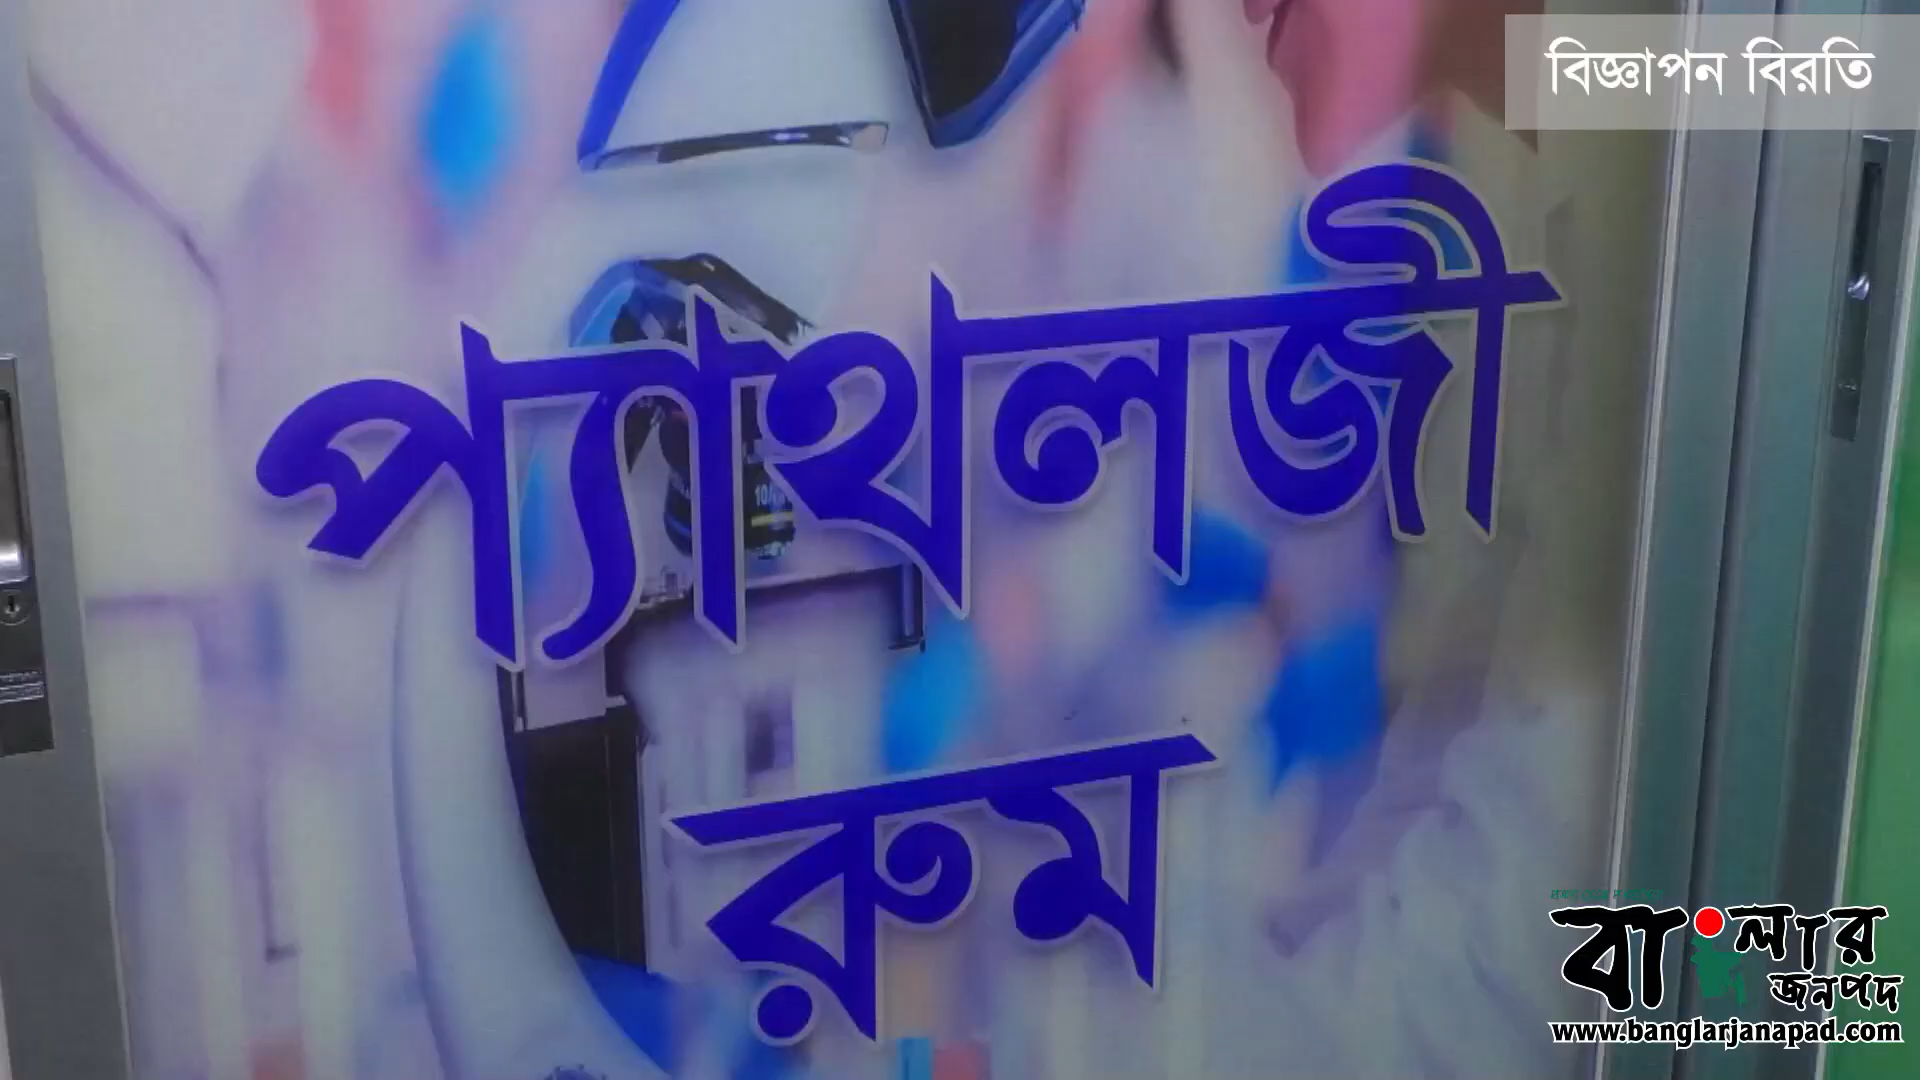 বিজ্ঞাপন বিরতি
প্যাথলজী
রুম
বাংলার
জনপদ
www.banglarjanapad.com